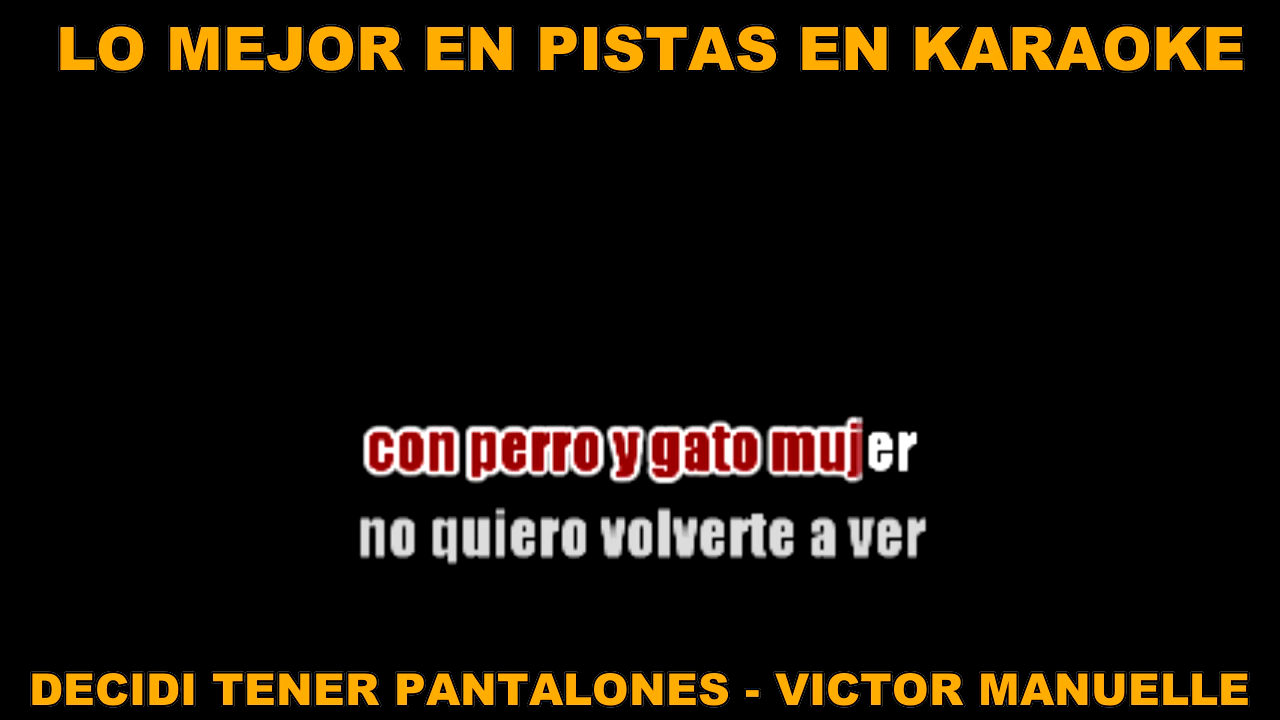 LO MEJOR EN PISTAS EN KARAOKE
con perro y gato mujer
no quiero volverte a ver
DECIDI TENER PANTALONES - VICTOR MANUELLE